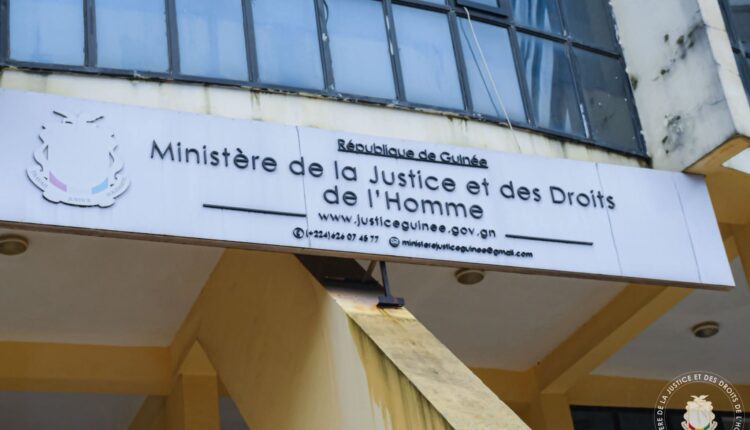 République de Guinée
Ministère de la Justice et des Droits
de l'Homme
www.justiceguinee.gov.gn
(+224) 626 07 45 77 ministerejusticeguinee@gmail.com